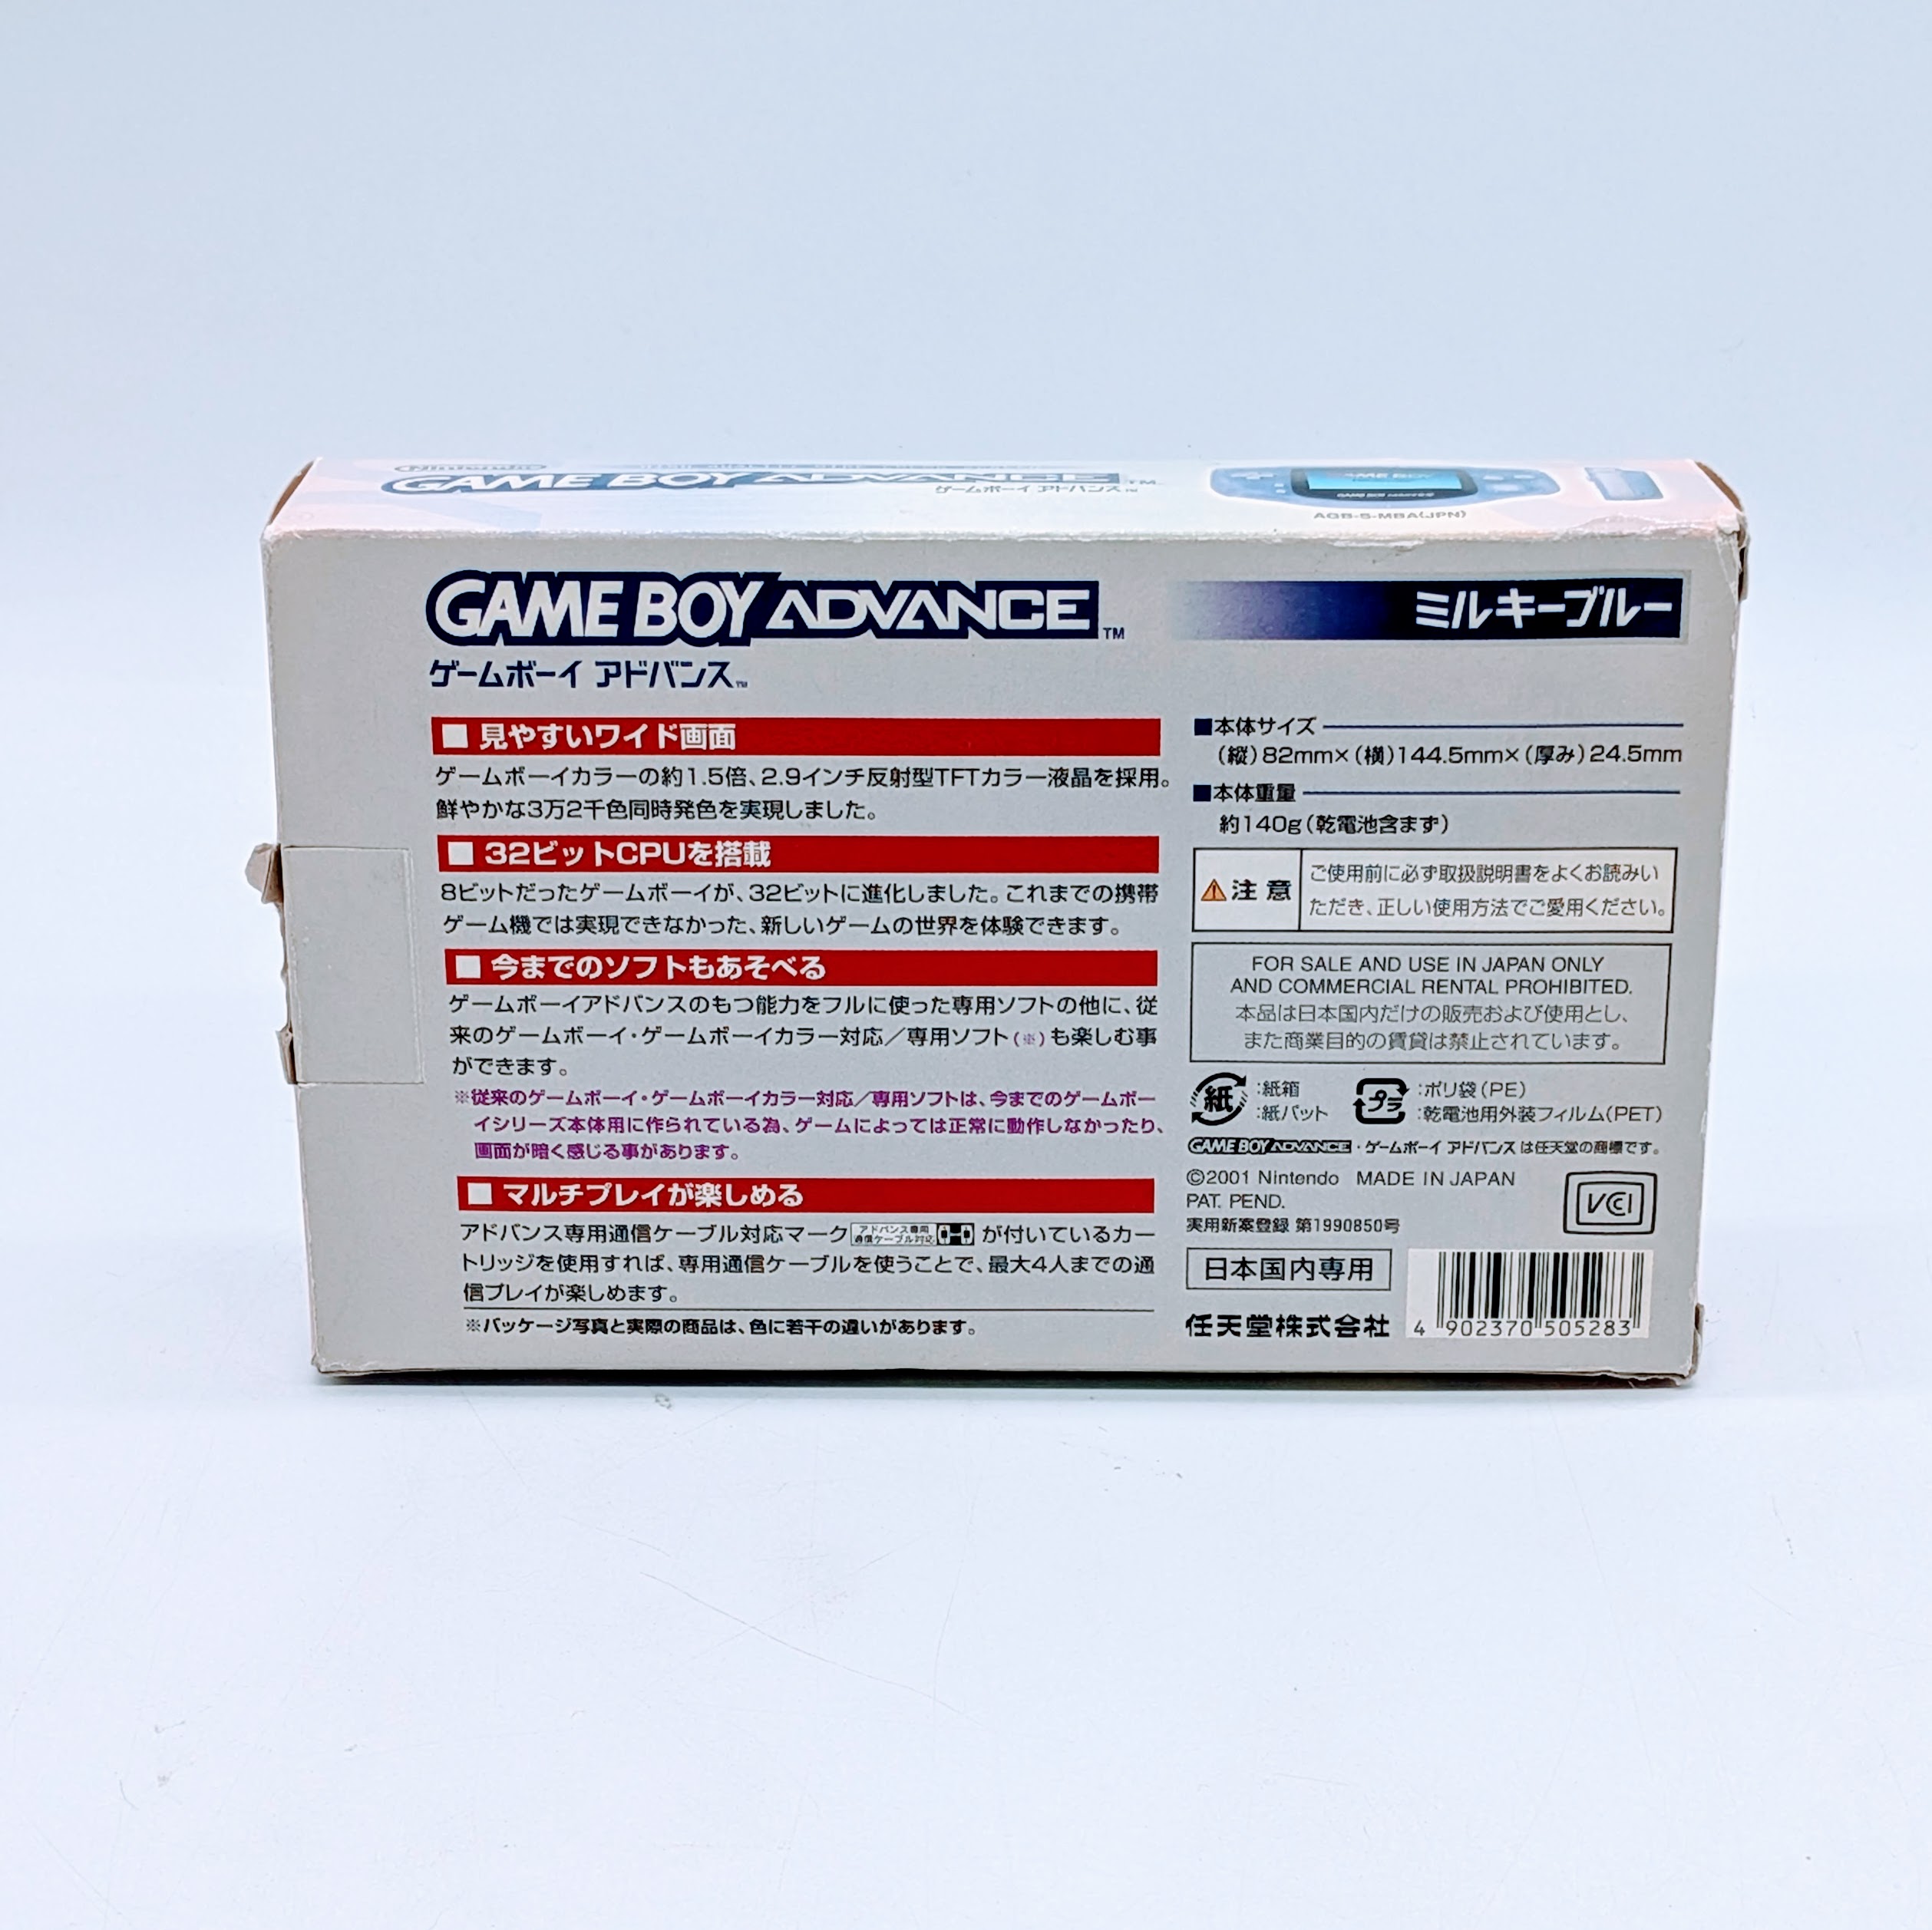 Nintendo
GAME BOY ADVANCE™
ゲームボーイ アドバンス™
GAME BOY
AGB-S-MBA(JPN)
GAME BOY ADVANCE™
ゲームボーイ アドバンス™
ミルキーブルー
■ 見やすいワイド画面
ゲームボーイカラーの約1.5倍、2.9インチ反射型TFTカラー液晶を採用。
鮮やかな3万2千色同時発色を実現しました。
■ 32ビットCPUを搭載
8ビットだったゲームボーイが、32ビットに進化しました。これまでの携帯
ゲーム機では実現できなかった、新しいゲームの世界を体験できます。
■ 今までのソフトもあそべる
ゲームボーイアドバンスのもつ能力をフルに使った専用ソフトの他に、従
来のゲームボーイ・ゲームボーイカラー対応／専用ソフト(※)も楽しむ事
ができます。
※従来のゲームボーイ・ゲームボーイカラー対応／専用ソフトは、今までのゲームボー
イシリーズ本体用に作られている為、ゲームによっては正常に動作しなかったり、
画面が暗く感じる事があります。
■ マルチプレイが楽しめる
アドバンス専用通信ケーブル対応マーク アドバンス専用 通信ケーブル対応 が付いているカー
トリッジを使用すれば、専用通信ケーブルを使うことで、最大4人までの通
信プレイが楽しめます。
※パッケージ写真と実際の商品は、色に若干の違いがあります。
■本体サイズ
(縦)82mm×(横)144.5mm×(厚み)24.5mm
■本体重量
約140g(乾電池含まず)
注意
ご使用前に必ず取扱説明書をよくお読みい
ただき、正しい使用方法でご愛用ください。
FOR SALE AND USE IN JAPAN ONLY
AND COMMERCIAL RENTAL PROHIBITED.
本品は日本国内だけの販売および使用とし、
また商業目的の賃貸は禁止されています。
紙 :紙箱
:紙パット
プラ :ポリ袋(PE)
:乾電池用外装フィルム(PET)
GAME BOY ADVANCE・ゲームボーイ アドバンス は任天堂の商標です。
©2001 Nintendo MADE IN JAPAN
PAT. PEND.
実用新案登録 第1990850号
VCI
日本国内専用
任天堂株式会社
4 902370 505283